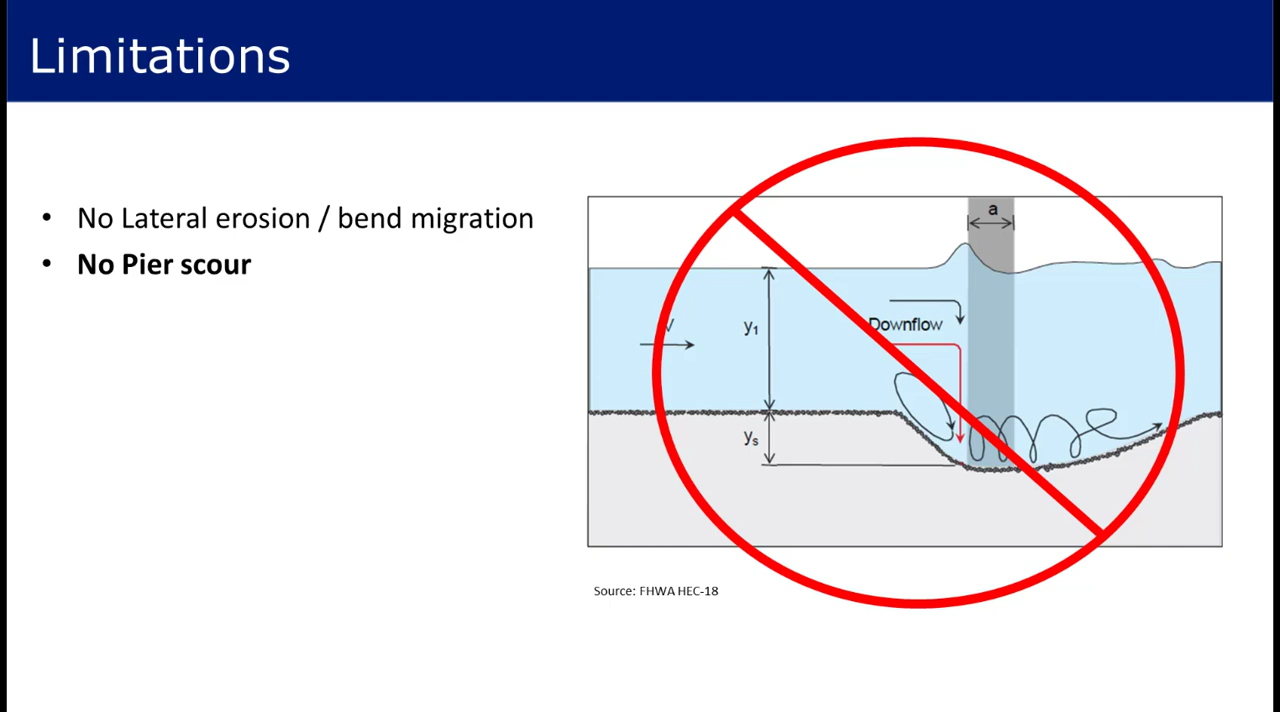 Limitations
• No Lateral erosion / bend migration
• No Pier scour
a
V
y₁
Downflow
yₛ
Source: FHWA HEC-18